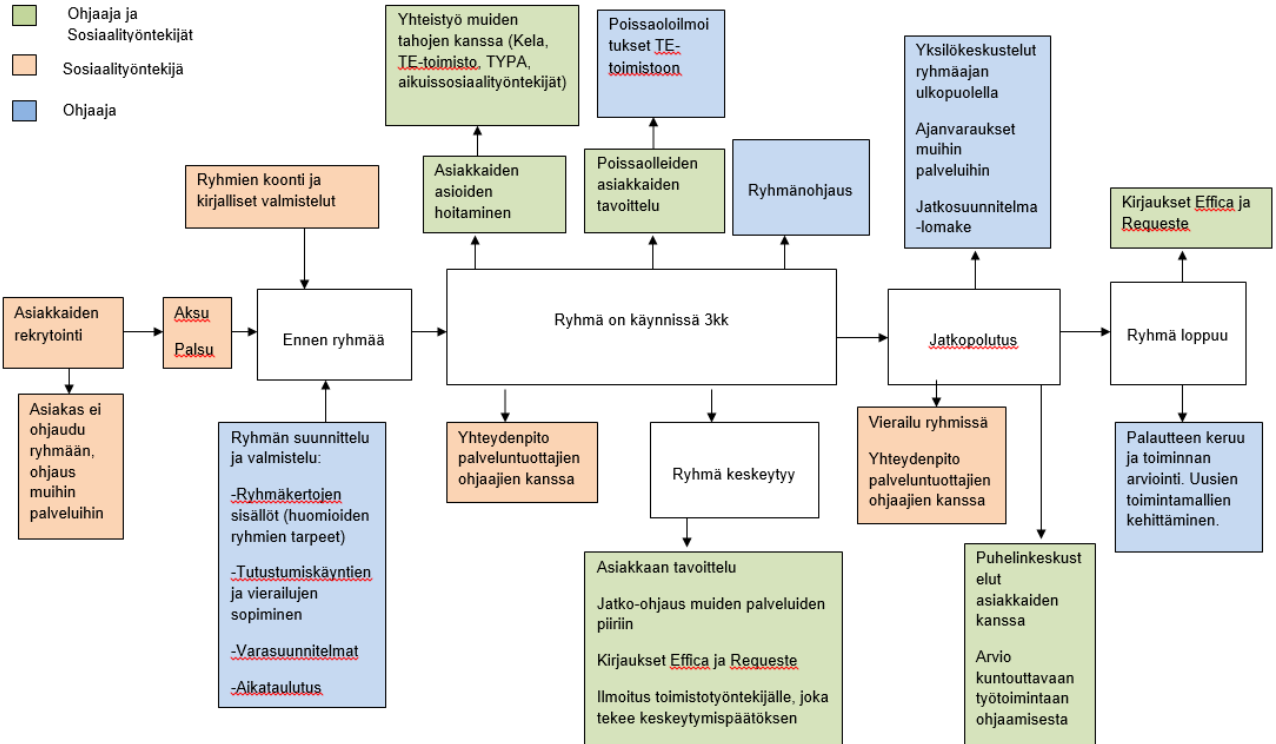 Ohjaaja ja
Sosiaalityöntekijät
Sosiaalityöntekijä
Ohjaaja
Yhteistyö muiden
tahojen kanssa (Kela,
TE-toimisto, TYPA,
aikuissosiaalityöntekijät)
Poissaoloilmoi
tukset TE-
toimistoon
Yksilökeskustelut
ryhmäajan
ulkopuolella
Ajanvaraukset
muihin
palveluihin
Jatkosuunnitelma
-lomake
Ryhmien koonti ja
kirjalliset valmistelut
Asiakkaiden
asioiden
hoitaminen
Poissaolleiden
asiakkaiden
tavoittelu
Ryhmänohjaus
Kirjaukset Effica ja
Requeste
Asiakkaiden
rekrytointi
Aksu
Palsu
Ennen ryhmää
Ryhmä on käynnissä 3kk
Jatkopolutus
Ryhmä loppuu
Asiakas ei
ohjaudu
ryhmään,
ohjaus
muihin
palveluihin
Ryhmän suunnittelu
ja valmistelu:
-Ryhmäkertojen
sisällöt (huomioiden
ryhmien tarpeet)
-Tutustumiskäyntien
ja vierailujen
sopiminen
-Varasuunnitelmat
-Aikataulutus
Yhteydenpito
palveluntuottajien
ohjaajien kanssa
Ryhmä keskeytyy
Vierailu ryhmissä
Yhteydenpito
palveluntuottajien
ohjaajien kanssa
Palautteen keruu
ja toiminnan
arviointi. Uusien
toimintamallien
kehittäminen.
Asiakkaan tavoittelu
Jatko-ohjaus muiden palveluiden
piiriin
Kirjaukset Effica ja Requeste
Ilmoitus toimistotyöntekijälle, joka
tekee keskeytymispäätöksen
Puhelinkeskust
elut
asiakkaiden
kanssa
Arvio
kuntouttavaan
työtoimintaan
ohjaamisesta